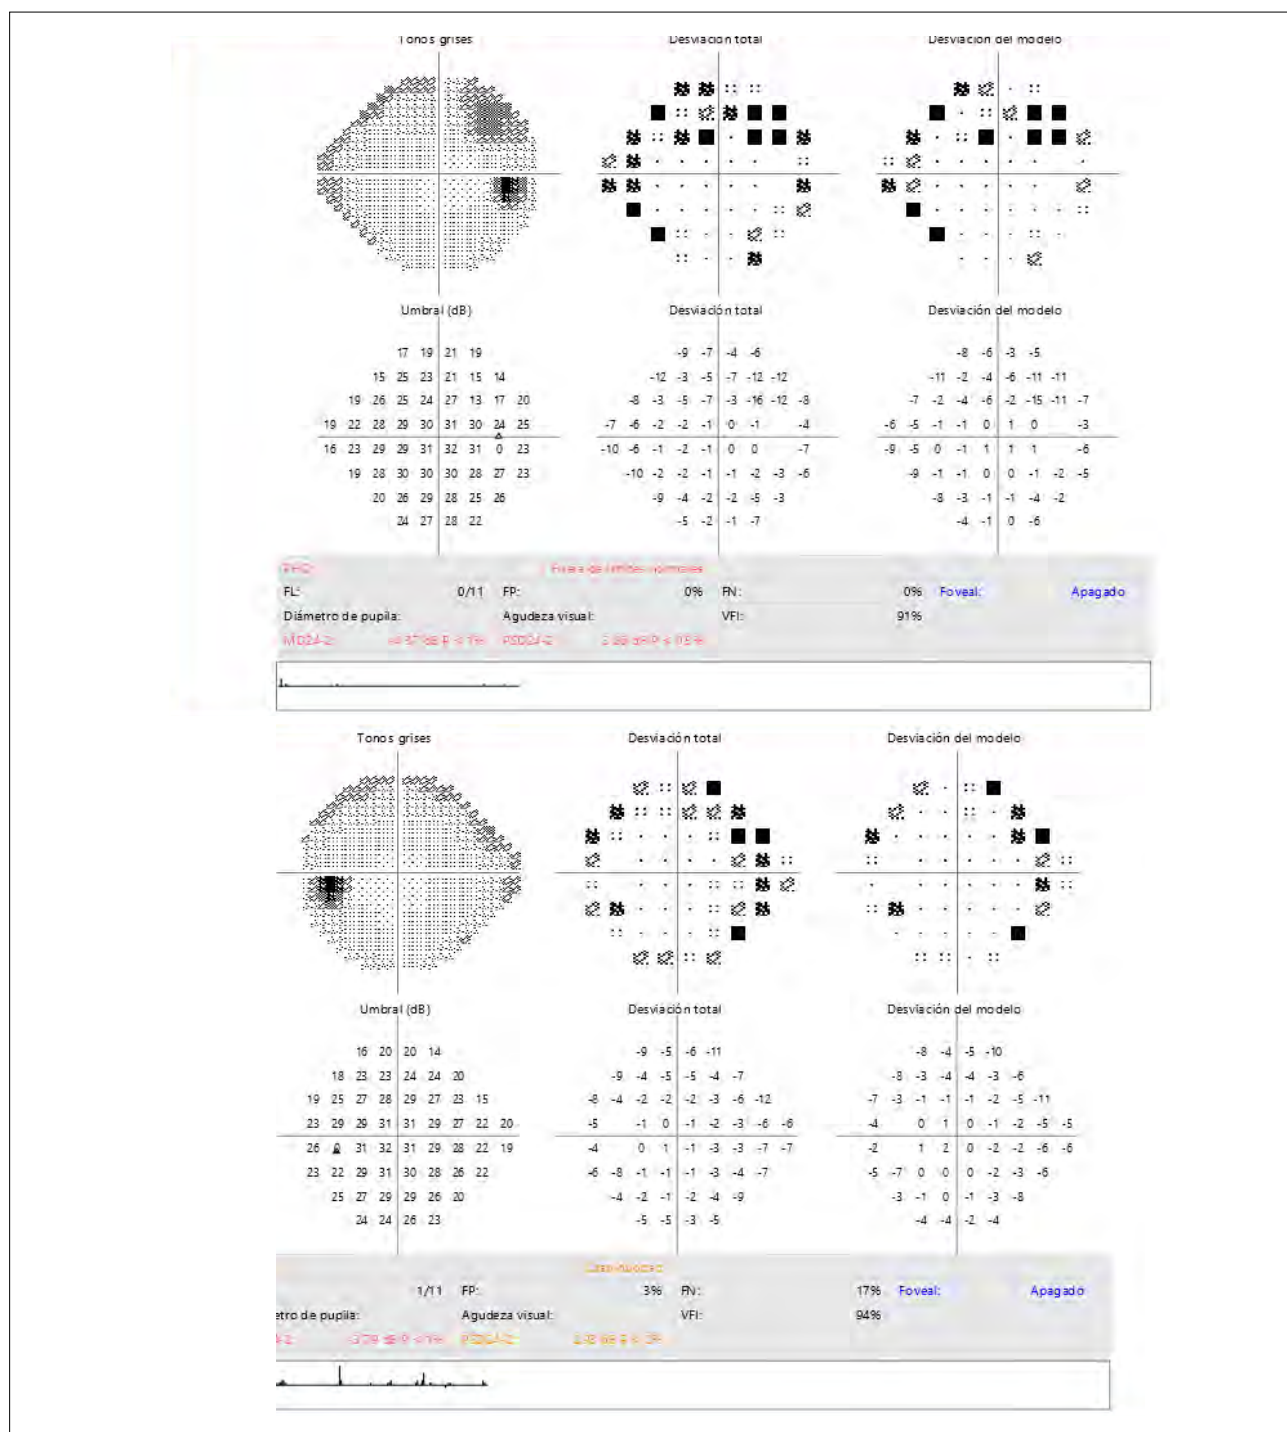 Tonos grises Desviación total Desviación del modelo
Umbral (dB) Desviación total Desviación del modelo
17 19 21 19 -9 -7 -4 -6 -8 -6 -3 -5
15 25 23 21 15 14 -12 -3 -5 -7 -12 -12 -11 -2 -4 -6 -11 -11
19 26 25 24 27 13 17 20 -8 -3 -5 -7 -3 -16 -12 -8 -7 -2 -4 -6 -2 -15 -11 -7
19 22 28 29 30 31 30 24 25 -7 -6 -2 -2 -1 0 -1 -4 -6 -5 -1 -1 0 1 0 -3
16 23 29 29 31 32 31 0 23 -10 -6 -1 -2 -1 0 0 -7 -9 -5 0 -1 1 1 1 -6
19 28 30 30 30 28 27 23 -10 -2 -2 -1 -1 -2 -3 -6 -9 -1 -1 0 0 -1 -2 -5
20 26 29 28 25 26 -9 -4 -2 -2 -5 -3 -8 -3 -1 -1 -4 -2
24 27 28 22 -5 -2 -1 -7 -4 -1 0 -6
Fuera de límites normales
FL: 0/11 FP: 0% FN: 0% Foveal: Apagado
Diámetro de pupila: Agudeza visual: VFI: 91%
MD24-2: PSD24-2:
Tonos grises Desviación total Desviación del modelo
Umbral (dB) Desviación total Desviación del modelo
16 20 20 14 -9 -5 -6 -11 -8 -4 -5 -10
18 23 23 24 24 20 -9 -4 -5 -5 -4 -7 -8 -3 -4 -4 -3 -6
19 25 27 28 29 27 23 15 -8 -4 -2 -2 -2 -3 -6 -12 -7 -3 -1 -1 -1 -2 -5 -11
23 29 29 31 31 29 27 22 20 -5 -1 0 -1 -2 -3 -6 -6 -4 0 1 0 -1 -2 -5 -5
26 31 32 31 29 28 22 19 -4 0 1 -1 -3 -3 -7 -7 -2 1 2 0 -2 -2 -6 -6
23 22 29 31 30 28 26 22 -6 -8 -1 -1 -1 -3 -4 -7 -5 -7 0 0 0 -2 -3 -6
25 27 29 29 26 20 -4 -2 -1 -2 -4 -9 -3 -1 0 -1 -3 -8
24 24 26 23 -5 -5 -3 -5 -4 -4 -2 -4
1/11 FP: 3% FN: 17% Foveal: Apagado
etro de pupila: Agudeza visual: VFI: 94%
PSD24-2: